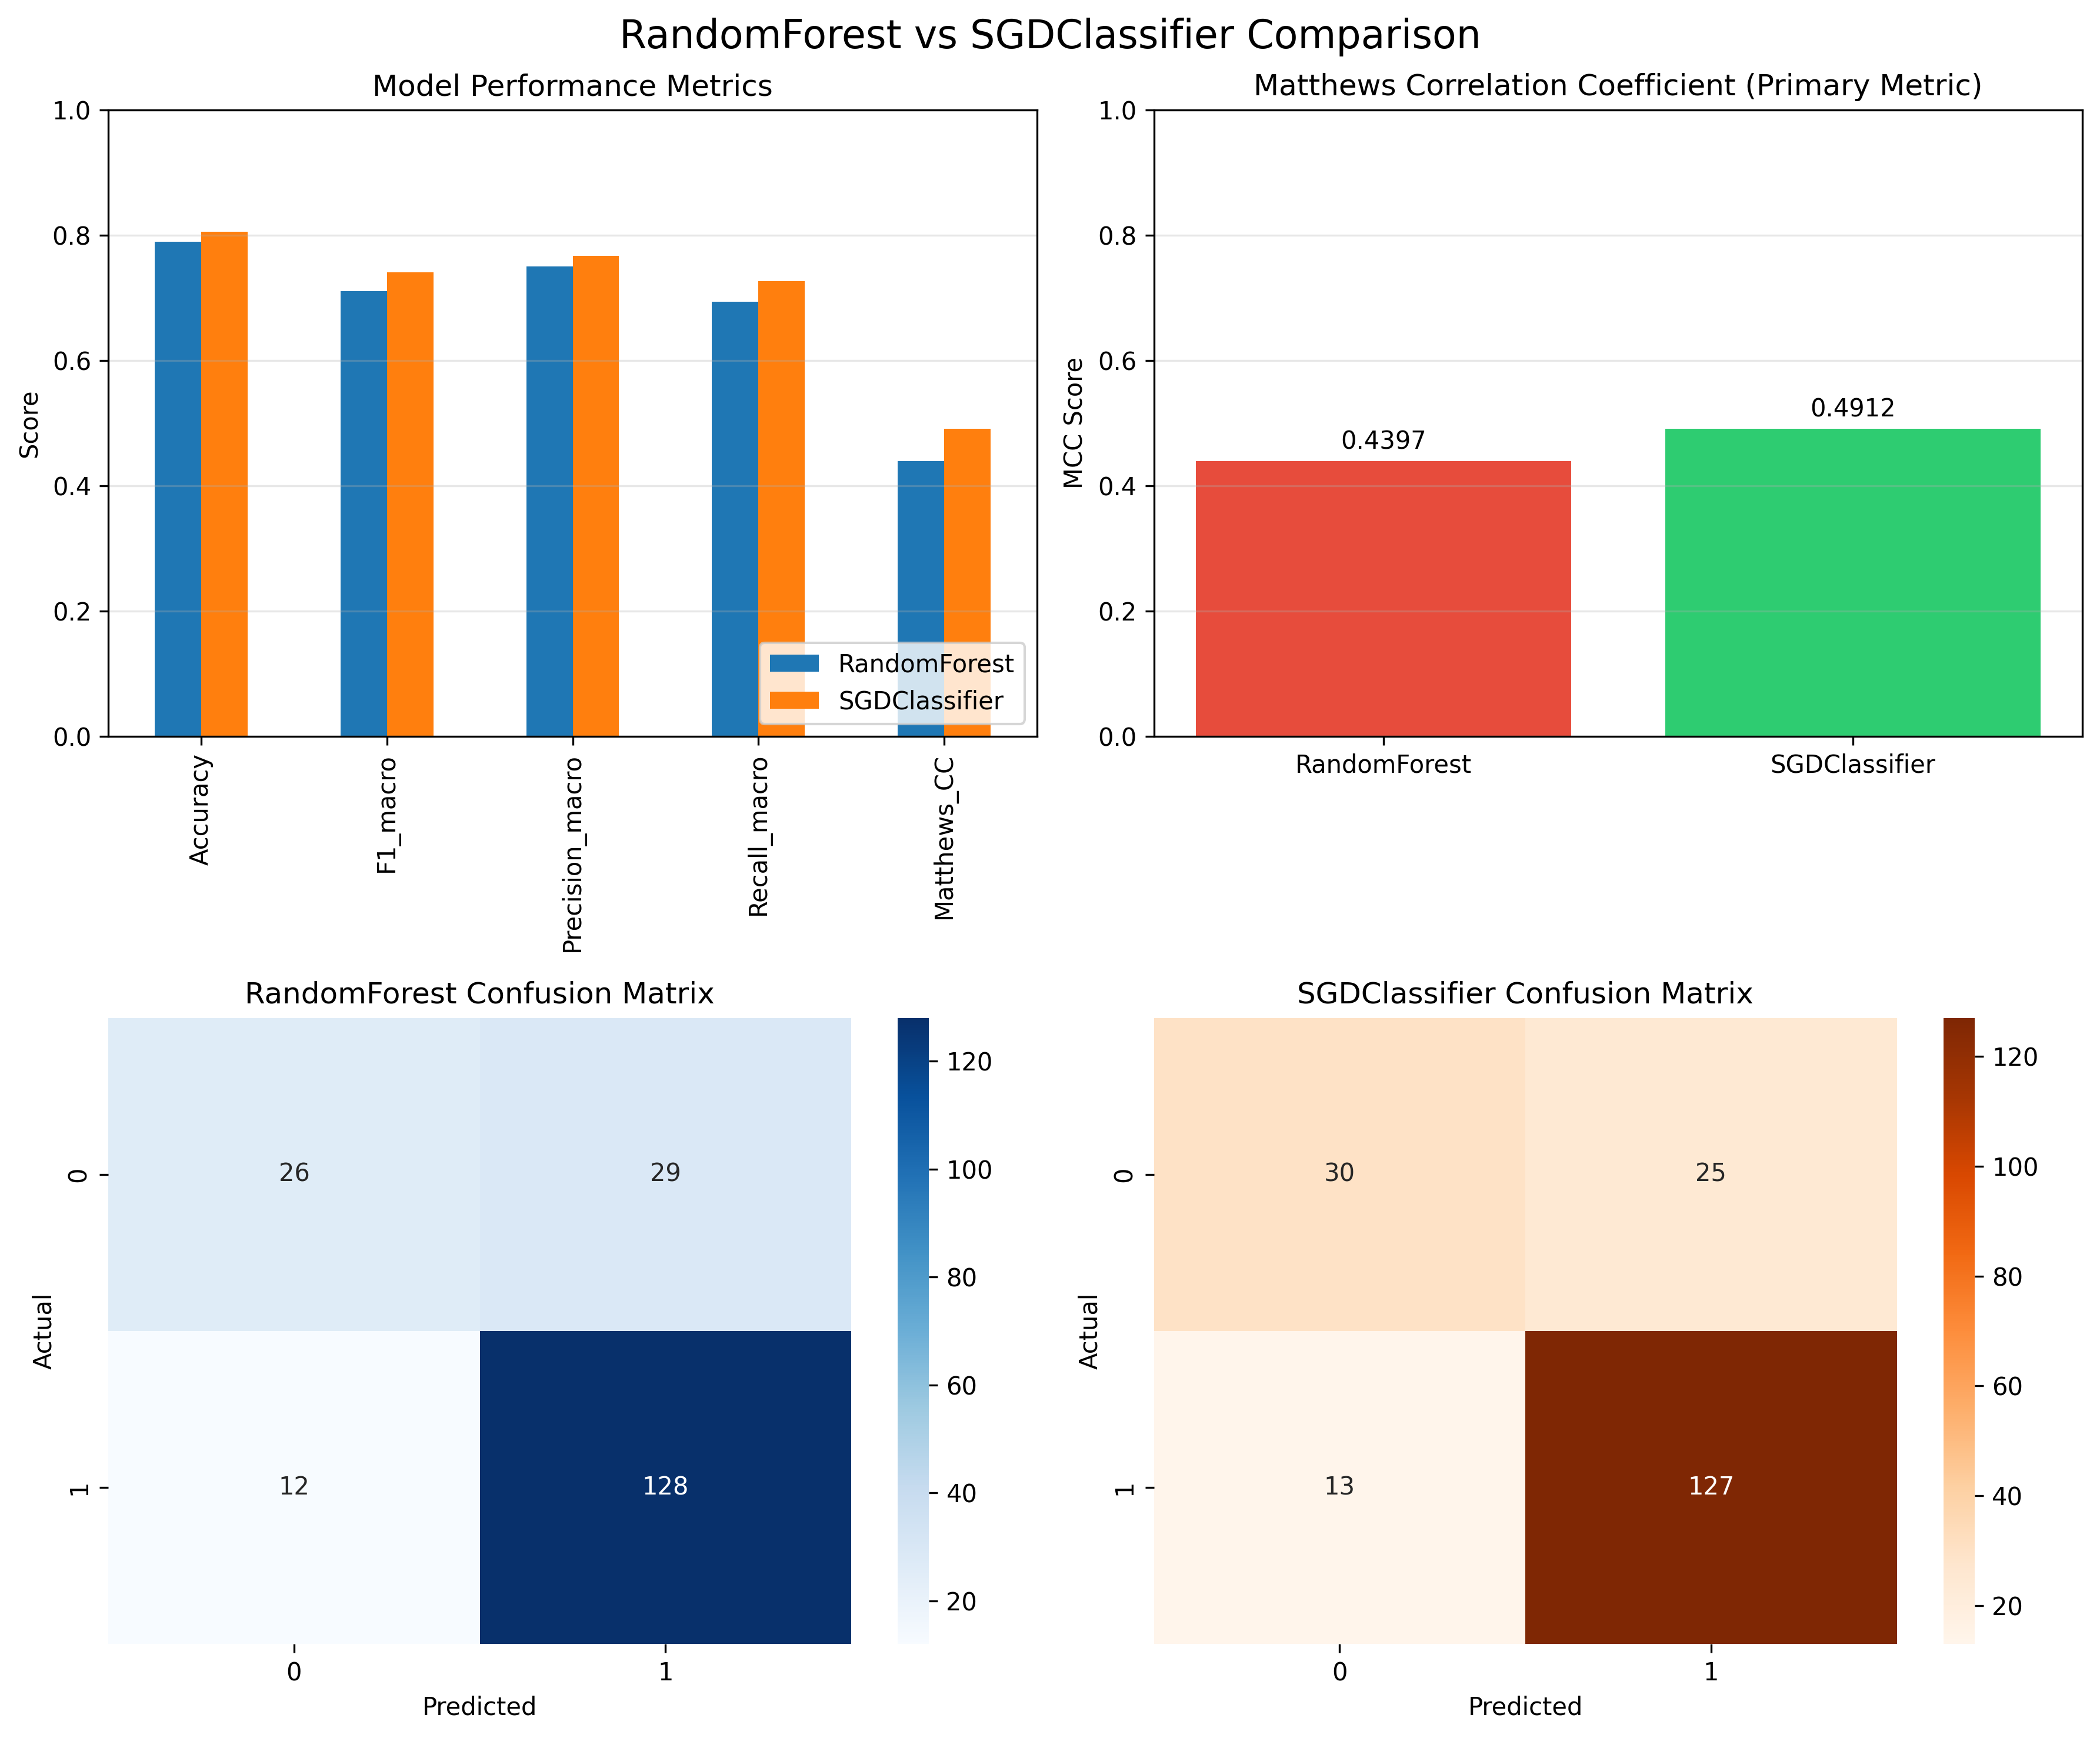 RandomForest vs SGDClassifier Comparison
Model Performance Metrics
1.0
0.8
0.6
0.4
0.2
0.0
Score
Accuracy
F1_macro
Precision_macro
Recall_macro
Matthews_CC
RandomForest
SGDClassifier
Matthews Correlation Coefficient (Primary Metric)
1.0
0.8
0.6
0.4
0.2
0.0
MCC Score
0.4397
0.4912
RandomForest
SGDClassifier
RandomForest Confusion Matrix
Actual
0
1
26
29
12
128
0
1
Predicted
120
100
80
60
40
20
SGDClassifier Confusion Matrix
Actual
0
1
30
25
13
127
0
1
Predicted
120
100
80
60
40
20